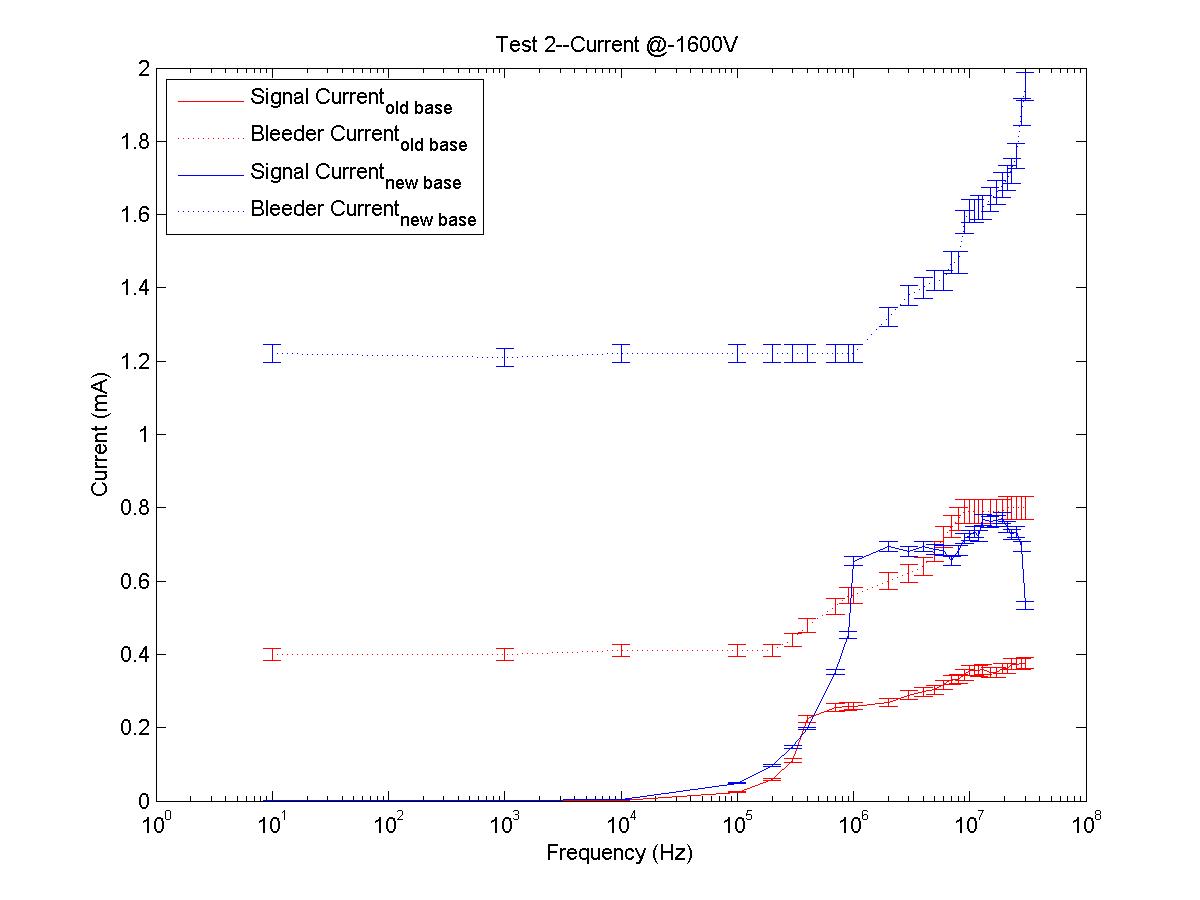 Test 2--Current @-1600V
2
Signal Current old base
Bleeder Current old base
Signal Current new base
Bleeder Current new base
1.8
1.6
1.4
1.2
1
0.8
0.6
0.4
0.2
0
Current (mA)
10^0 10^1 10^2 10^3 10^4 10^5 10^6 10^7 10^8
Frequency (Hz)